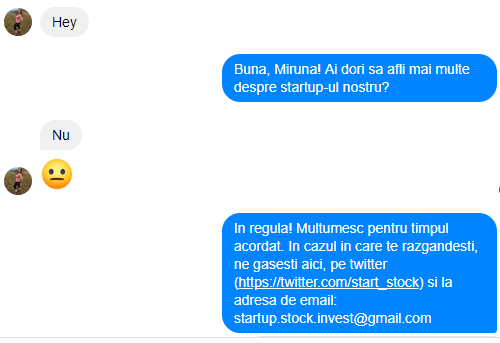 Hey
Buna, Miruna! Ai dori sa afli mai multe
despre startup-ul nostru?
Nu
In regula! Multumesc pentru timpul
acordat. In cazul in care te razgandesti,
ne gasesti aici, pe twitter
(https://twitter.com/start_stock) si la
adresa de email:
startup.stock.invest@gmail.com